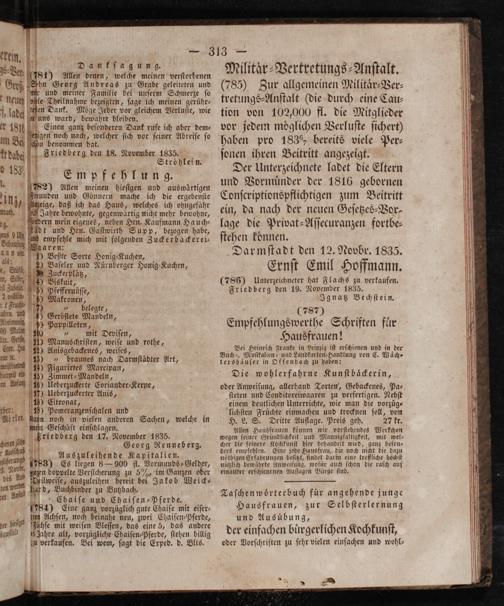 — 313 —
Danksagung.
(781) Allen denen, welche meinen verstorbenen
Sohn Georg Andreas zu Grabe geleiteten und
mir und meiner Familie bei unserm Schmerze so
viele Theilnahme bezeigten, sage ich meinen gerühr-
testen Dank. Möge Jeder vor gleichem Verluste, wie
er uns ward, bewahrt bleiben.
Einen ganz besonderen Dank rufe ich aber dem-
jenigen noch nach, welcher sich vor seiner Abreise so
schön benommen hat.
Friedberg den 18. November 1835.
Ströhlein.
Empfehlung.
(782) Allen meinen hiesigen und auswärtigen
Freunden und Gönnern mache ich die ergebenste
Anzeige, daß ich das Haus, welches ich ohngefähr
Jahre bewohnte, gegenwärtig nicht mehr bewohne,
sondern mein eigenes, neben Hrn. Kaufmann Hauch-
städt und Hrn. Gastwirth Supp, bezogen habe,
und empfehle mich mit folgenden Zuckerbäckerei-
Waaren:
1) Beßte Sorte Honig-Kuchen,
2) Baseler und Nürnberger Honig-Kuchen,
3) Zuckerplätz,
4) Biskuit,
5) Pfeffernüsse,
6) Makronen,
7) „ belegte,
8) Geröstete Mandeln,
9) Pappilloten,
10) „ mit Devisen,
11) Manuschristen, weise und rothe,
12) Anisgebackenes, weises,
13) „ braunes nach Darmstädter Art,
14) Figurirtes Marcipan,
15) Zimmet-Mandeln,
16) Ueberzuckerte Coriander-Kerne,
17) Ueberzuckerter Anis,
18) Citronat,
19) Pomeranzenschalen und
dann noch in vielen anderen Sachen, welche in
mein Geschäft einschlagen.
Friedberg den 17. November 1835.
Georg Renneberg.
Auszuleihende Kapitalien.
(783) Es liegen 8—900 fl. Vormunds-Gelder,
gegen doppelte Versicherung zu 5%, im Ganzen oder
Theilweise, auszuleihen bereit bei Jakob Weick-
hard, Buchbinder zu Butzbach.
Chaise und Chaisen-Pferde.
(784) Eine ganz vorzüglich gute Chaise mit eiser-
nen Achsen, noch beinahe neu, zwei Chaisen-Pferde,
Füchse mit weisen Blessen, das eine 5, das andere
Jahre alt, vorzügliche Chaisen-Pferde, stehen billig
zu verkaufen. Bei wem, sagt die Exped. d. Blts.
Militär-Vertretungs-Anstalt.
(785) Zur allgemeinen Militär-Ver-
tretungs-Anstalt (die durch eine Cau-
tion von 102,000 fl. die Mitglieder
vor jedem möglichen Verluste sichert)
haben pro 1836 bereits viele Per-
sonen ihren Beitritt angezeigt.
Der Unterzeichnete ladet die Eltern
und Vormünder der 1816 gebornen
Conscriptionspflichtigen zum Beitritt
ein, da nach der neuen Gesetzes-Vor-
lage die Privat-Assecuranzen fortbe-
stehen können.
Darmstadt den 12. Novbr. 1835.
Ernst Emil Hoffmann.
(786) Unterzeichneter hat Flachs zu verkaufen.
Friedberg den 19. November 1835.
Ignatz Bechstein.
(787)
Empfehlungswerthe Schriften für
Hausfrauen!
Bei Heinrich Franke in Leipzig ist erschienen und in der
Buch-, Musikalien- und Landkarten-Handlung von C. Wäch-
tershäuser in Offenbach zu haben:
Die wohlerfahrne Kunstbäckerin,
oder Anweisung, allerhand Torten, Gebackenes, Pa-
steten und Conditoreiwaaren zu verfertigen. Nebst
einem deutlichen Unterrichte, wie man die vorzüg-
lichsten Früchte einmachen und trocknen soll, von
H. L. S. Dritte Auflage. Preis geh. 27 kr.
Allen Hausfrauen können wir vorstehendes Werkchen
wegen seiner Gründlichkeit und Mannigfaltigkeit, mit wel-
cher die feinere Kochkunst hier behandelt wird, ganz beson-
ders empfehlen. Eine jede Hausfrau, die noch nicht die dazu
nöthigen Erfahrungen besitzt, findet darin eine treffliche höchst
möglich bewährte Anweisung, wofür auch schon die rasch auf
einander erschienenen Auflagen Bürge sind.
Taschenwörterbuch für angehende junge
Hausfrauen, zur Selbsterlernung
und Ausübung,
der einfachen bürgerlichen Kochkunst,
oder Vorschriften zu sehr vielen einfachen und wohl-